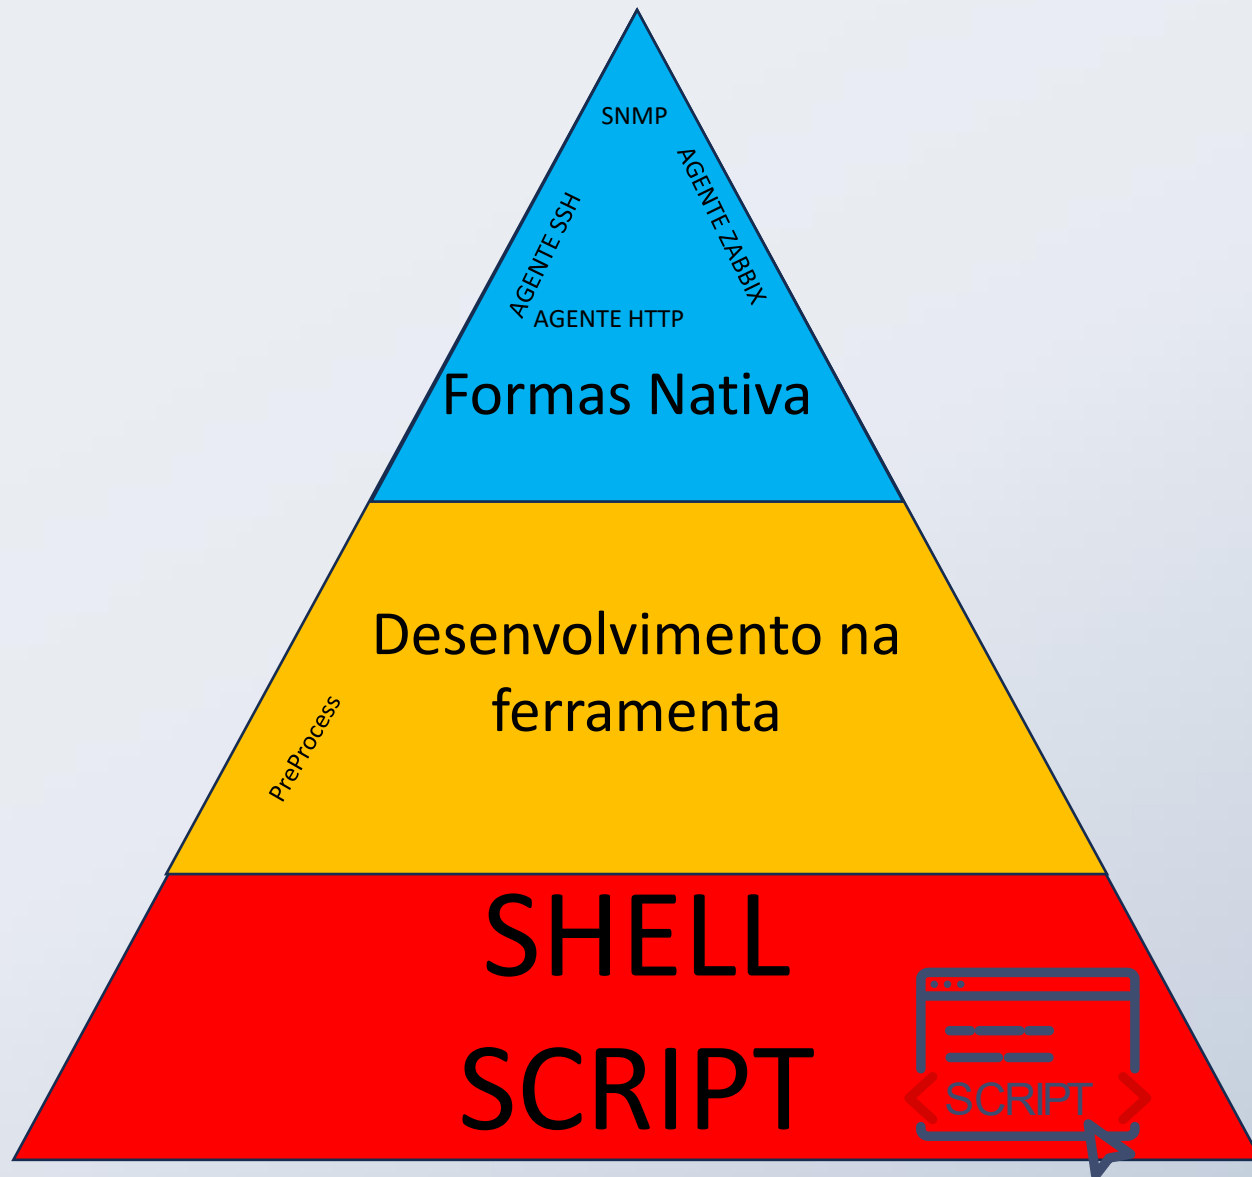 SNMP
AGENTE SSH
AGENTE ZABBIX
AGENTE HTTP
Formas Nativa
Desenvolvimento na
ferramenta
PreProcess
SHELL
SCRIPT
SCRIPT